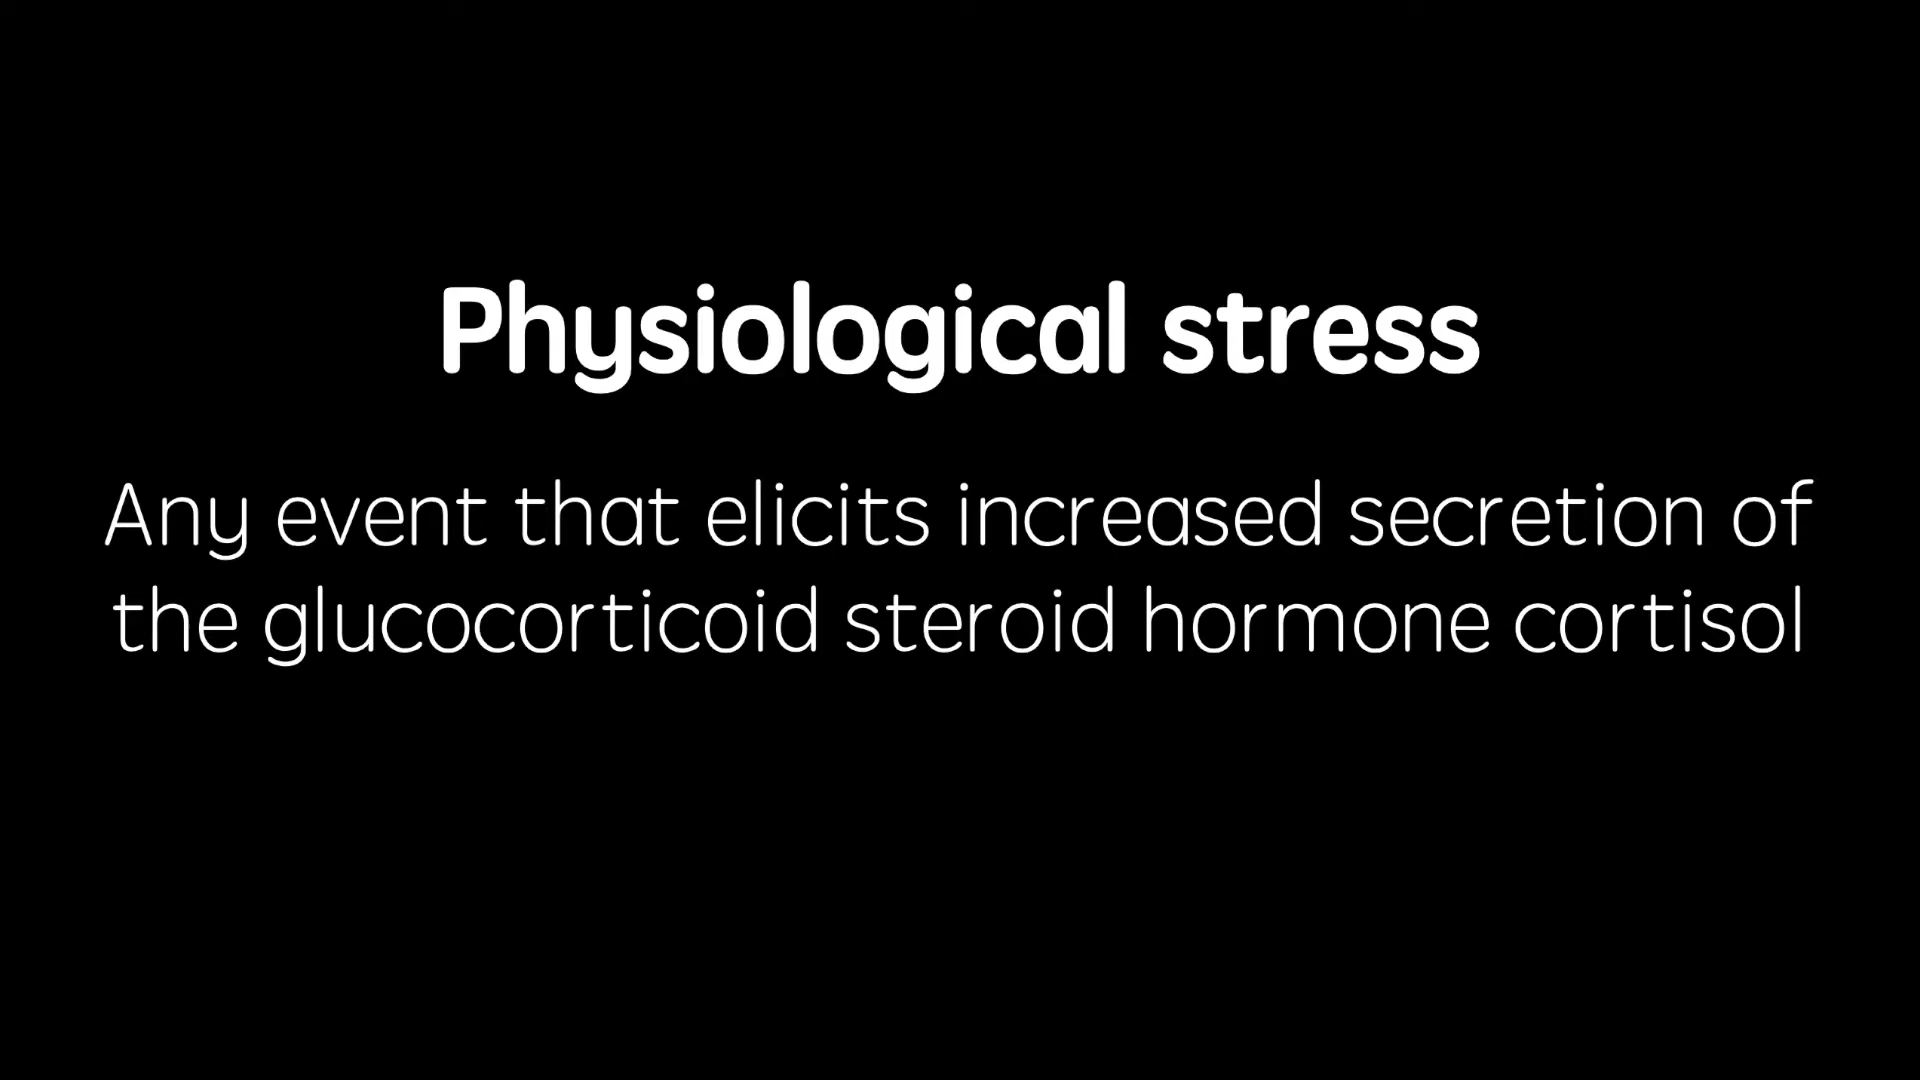 Physiological stress
Any event that elicits increased secretion of
the glucocorticoid steroid hormone cortisol